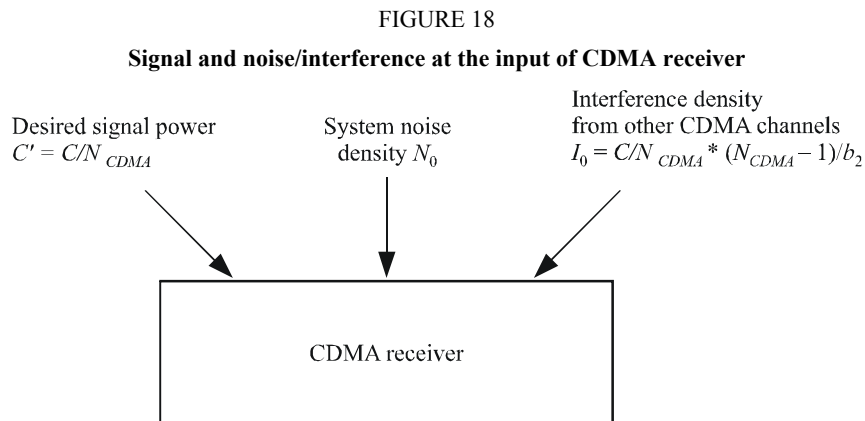 FIGURE 18
Signal and noise/interference at the input of CDMA receiver
Desired signal power
C' = C/N CDMA
System noise
density N0
Interference density
from other CDMA channels
I0 = C/N CDMA * (NCDMA – 1)/b2
CDMA receiver